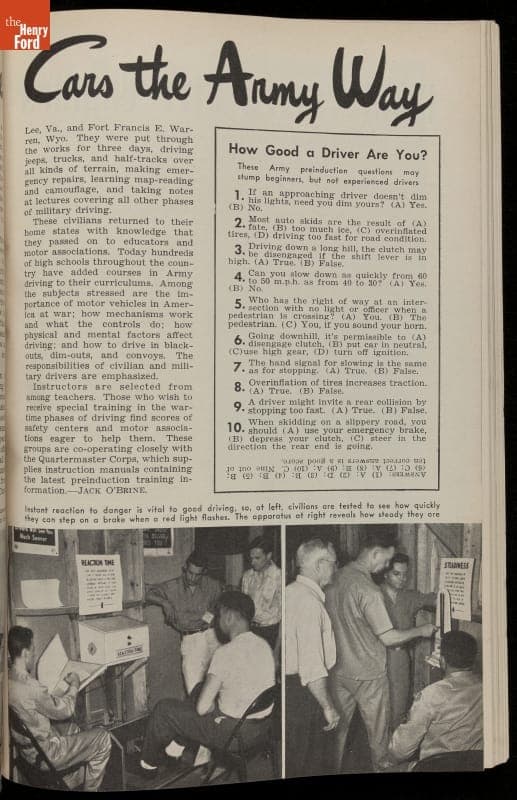 the
Henry
Ford
Cars the Army Way
Lee, Va., and Fort Francis E. War-
ren, Wyo. They were put through
the works for three days, driving
jeeps, trucks, and half-tracks over
all kinds of terrain, making emer-
gency repairs, learning map-reading
and camouflage, and taking notes
at lectures covering all other phases
of military driving.
These civilians returned to their
home states with knowledge that
they passed on to educators and
motor associations. Today hundreds
of high schools throughout the coun-
try have added courses in Army
driving to their curriculums. Among
the subjects stressed are the im-
portance of motor vehicles in Amer-
ica at war; how mechanisms work
and what the controls do; how
physical and mental factors affect
driving; and how to drive in black-
outs, dim-outs, and convoys. The
responsibilities of civilian and mili-
tary drivers are emphasized.
Instructors are selected from
among teachers. Those who wish to
receive special training in the war-
time phases of driving find scores of
safety centers and motor associa-
tions eager to help them. These
groups are co-operating closely with
the Quartermaster Corps, which sup-
plies instruction manuals containing
the latest preinduction training in-
formation.—JACK O'BRINE.
How Good a Driver Are You?
These Army preinduction questions may
stump beginners, but not experienced drivers
1. If an approaching driver doesn't dim
his lights, need you dim yours? (A) Yes.
(B) No.
2. Most auto skids are the result of (A)
fate, (B) too much ice, (C) overinflated
tires, (D) driving too fast for road condition.
3. Driving down a long hill, the clutch may
be disengaged if the shift lever is in
high. (A) True. (B) False.
4. Can you slow down as quickly from 60
to 50 m.p.h. as from 40 to 30? (A) Yes.
(B) No.
5. Who has the right of way at an inter-
section with no light or officer when a
pedestrian is crossing? (A) You. (B) The
pedestrian. (C) You, if you sound your horn.
6. Going downhill, it's permissible to (A)
disengage clutch, (B) put car in neutral,
(C)use high gear, (D) turn off ignition.
7. The hand signal for slowing is the same
as for stopping. (A) True. (B) False.
8. Overinflation of tires increases traction.
(A) True. (B) False.
9. A driver might invite a rear collision by
stopping too fast. (A) True. (B) False.
10. When skidding on a slippery road, you
should (A) use your emergency brake,
(B) depress your clutch, (C) steer in the
direction the rear end is going.
ANSWERS: (1) A; (2) D; (3) B; (4) B; (5) B;
(6) C; (7) A; (8) B; (9) A; (10) C. Nine out of
ten correct answers is a good score.
Instant reaction to danger is vital to good driving, so, at left, civilians are tested to see how quickly
they can step on a brake when a red light flashes. The apparatus at right reveals how steady they are
REACTION TIME
STEADINESS